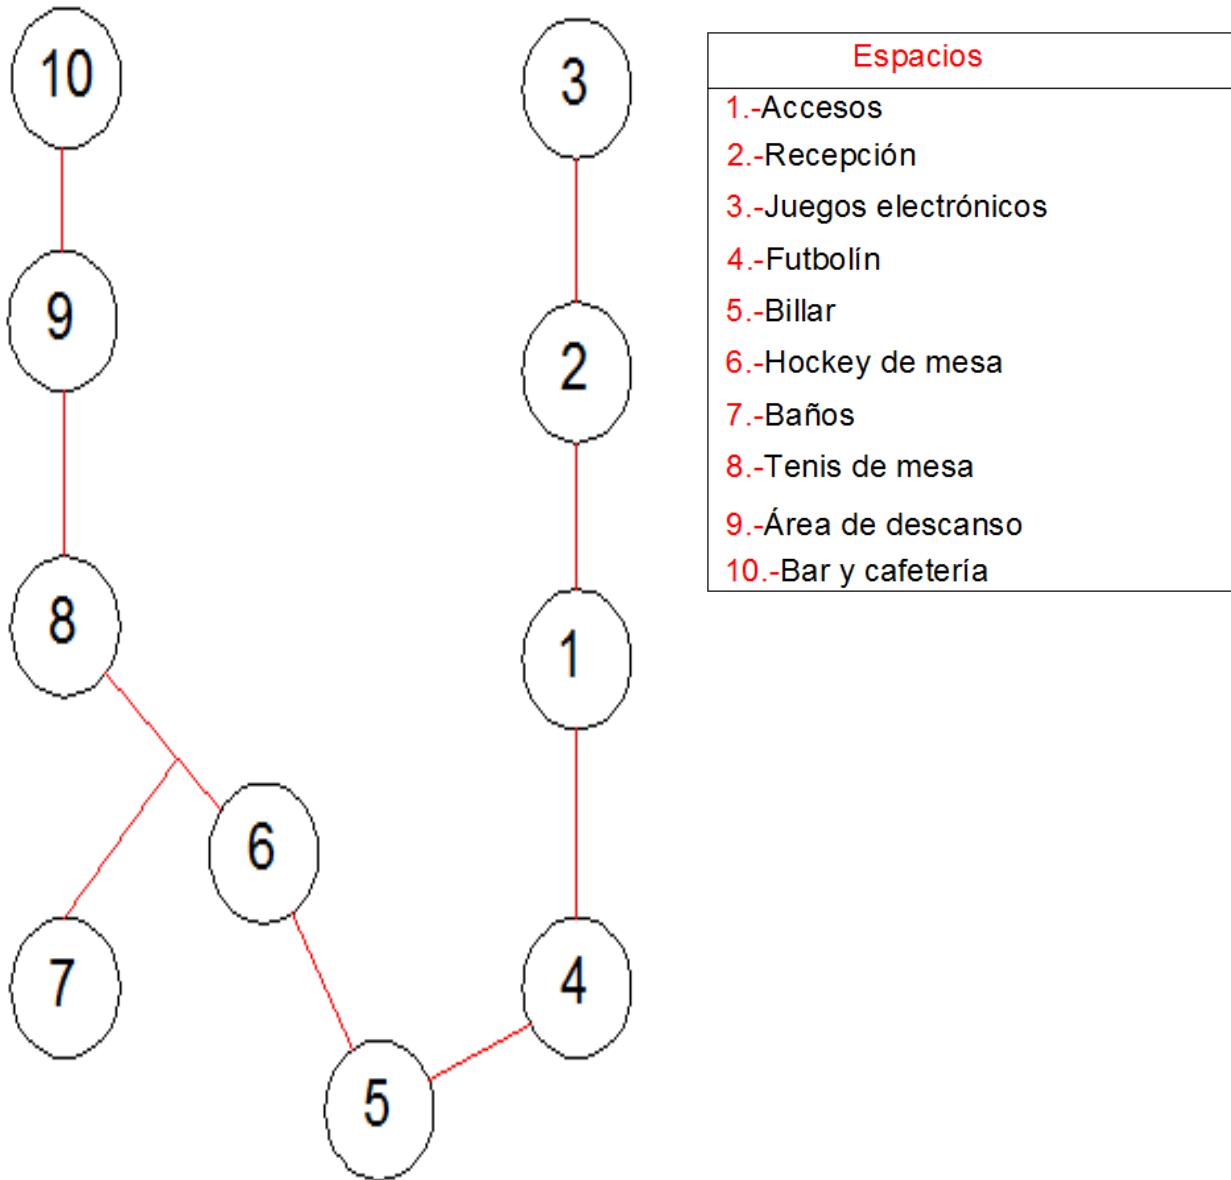 10
3
9
2
8
1
6
7
4
5
Espacios
1.-Accesos
2.-Recepción
3.-Juegos electrónicos
4.-Futbolín
5.-Billar
6.-Hockey de mesa
7.-Baños
8.-Tenis de mesa
9.-Área de descanso
10.-Bar y cafetería